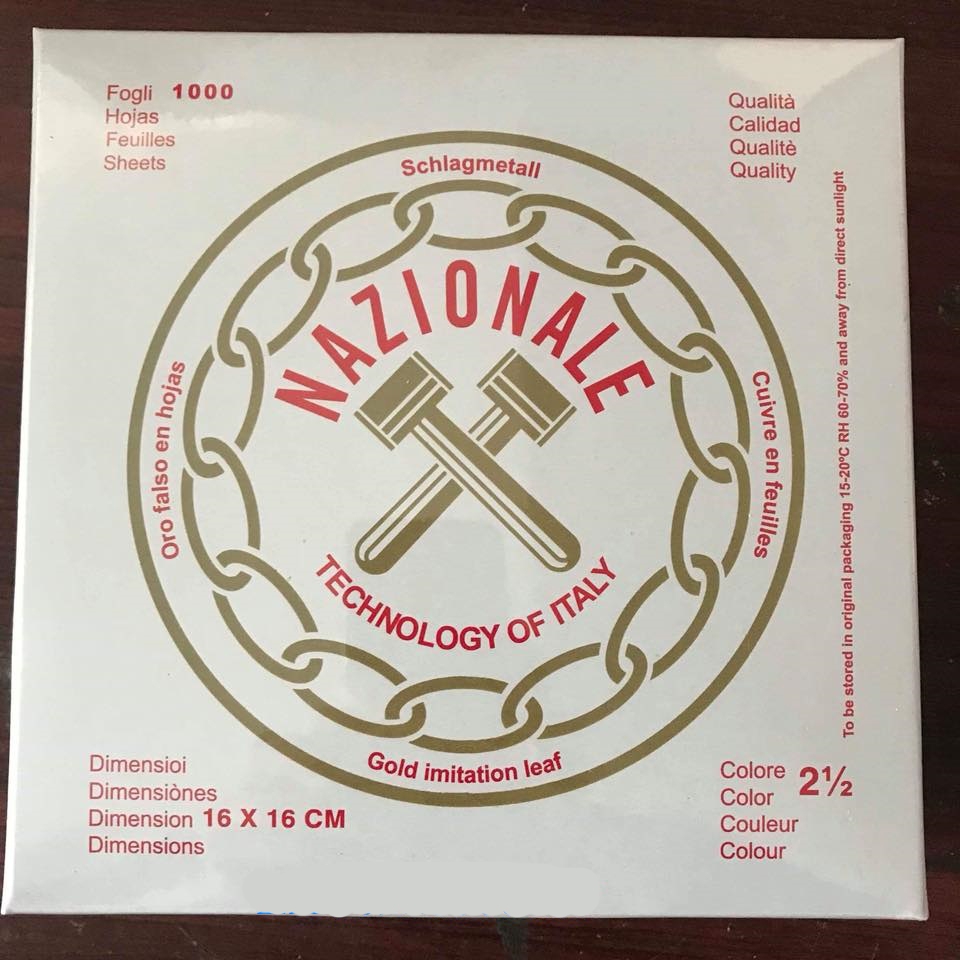 Fogli 1000
Hojas
Feuilles
Sheets
Qualità
Calidad
Qualitè
Quality
Schlagmetall
NAZIONALE
Oro falso en hojas
Cuivre en feuilles
To be stored in original packaging 15-20°C RH 60-70% and away from direct sunlight
TECHNOLOGY OF ITALY
Gold imitation leaf
Dimensioi
Dimensiònes
Dimension 16 X 16 CM
Dimensions
Colore 2½
Color
Couleur
Colour